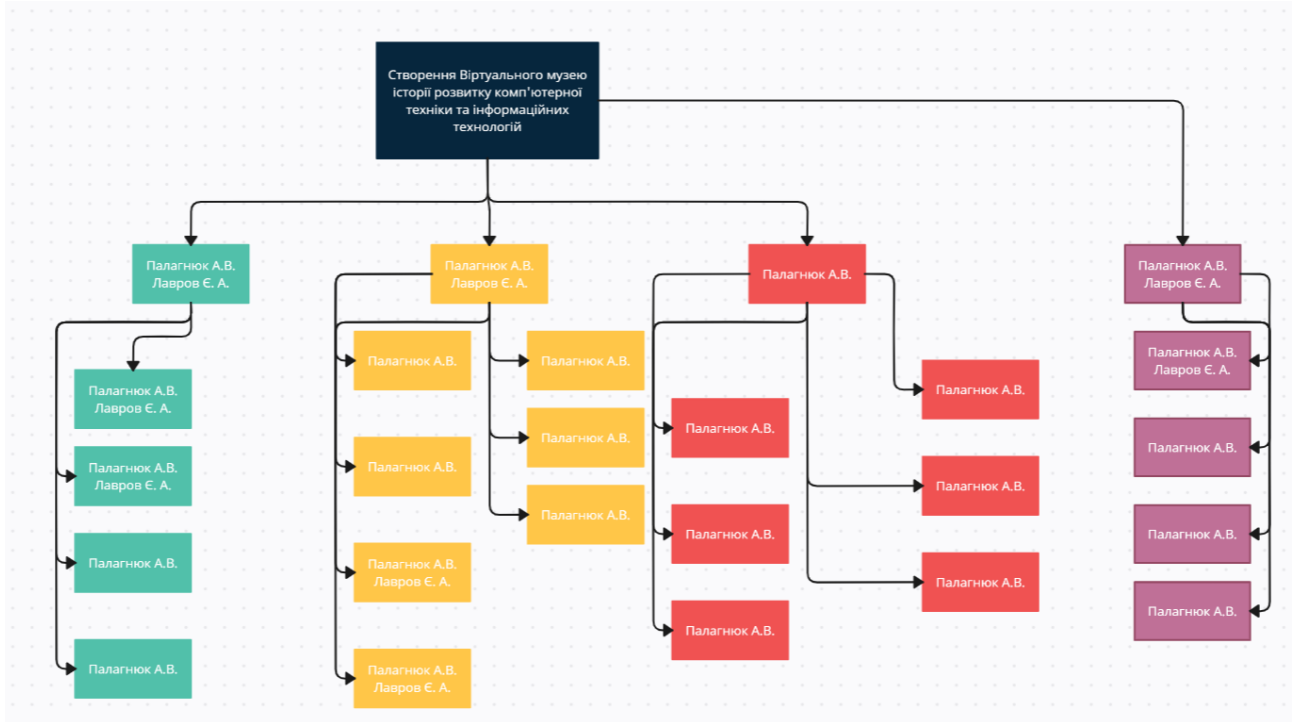 Створення Віртуального музею
історії розвитку комп'ютерної
техніки та інформаційних
технологій
Палагнюк А.В.
Лавров Є. А.
Палагнюк А.В.
Лавров Є. А.
Палагнюк А.В.
Палагнюк А.В.
Лавров Є. А.
Палагнюк А.В.
Лавров Є. А.
Палагнюк А.В.
Лавров Є. А.
Палагнюк А.В.
Палагнюк А.В.
Палагнюк А.В.
Палагнюк А.В.
Палагнюк А.В.
Лавров Є. А.
Палагнюк А.В.
Лавров Є. А.
Палагнюк А.В.
Палагнюк А.В.
Палагнюк А.В.
Палагнюк А.В.
Палагнюк А.В.
Палагнюк А.В.
Палагнюк А.В.
Палагнюк А.В.
Палагнюк А.В.
Палагнюк А.В.
Лавров Є. А.
Палагнюк А.В.
Палагнюк А.В.
Палагнюк А.В.